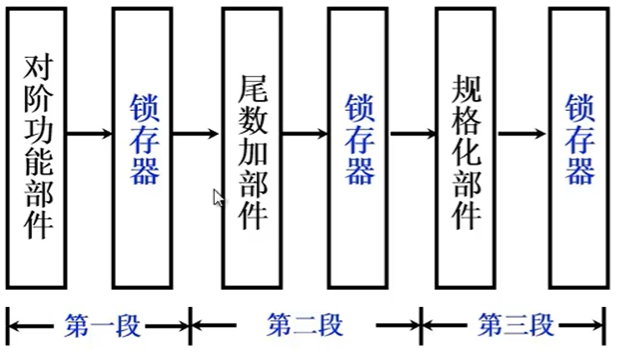 对阶功能部件
锁存器
尾数加部件
锁存器
规格化部件
锁存器
第一段
第二段
第三段